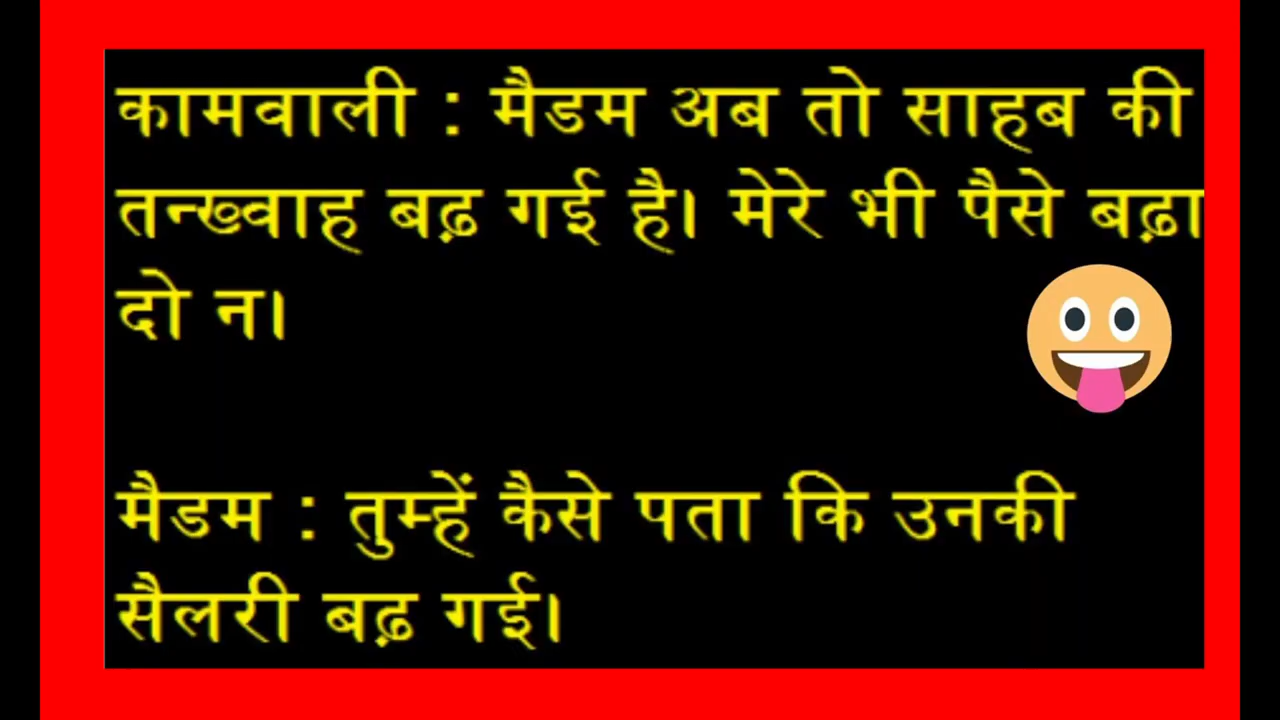 कामवाली : मैडम अब तो साहब की
तन्ख्वाह बढ़ गई है। मेरे भी पैसे बढ़ा
दो न।
मैडम : तुम्हें कैसे पता कि उनकी
सैलरी बढ़ गई।